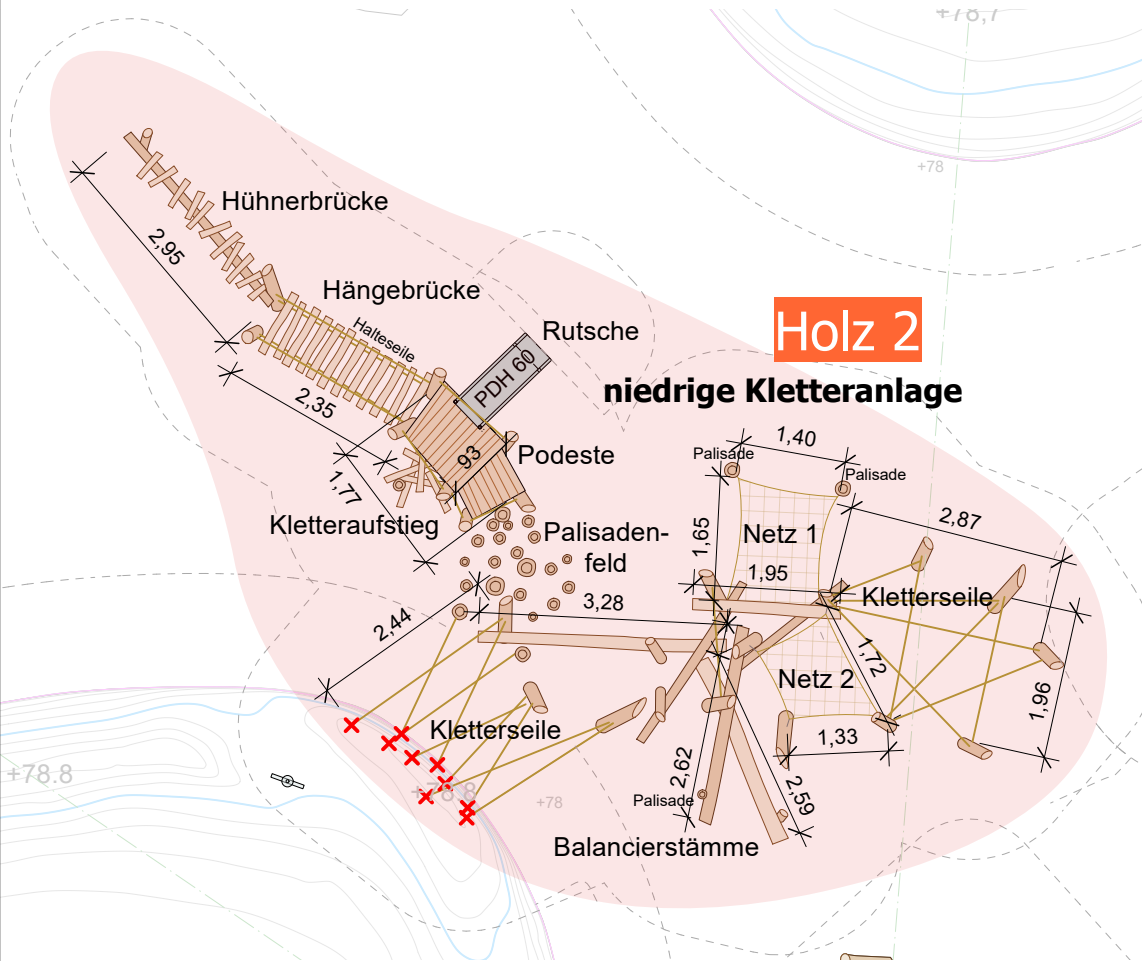 +78,7
+78
Hühnerbrücke
2,95
Hängebrücke
Halteseile
Rutsche
PDH 60
Holz 2
niedrige Kletteranlage
2,35
1,40
Palisade
Palisade
93
Podeste
1,77
2,87
Kletteraufstieg
Palisaden-
feld
Netz 1
1,65
1,95
Kletterseile
3,28
2,44
1,72
Netz 2
1,96
Kletterseile
1,33
+78.8
+78.8
+78
2,62
Palisade
2,59
Balancierstämme